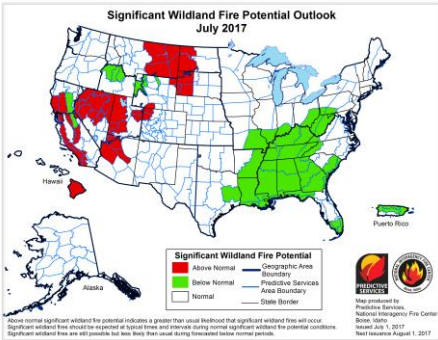 Significant Wildland Fire Potential Outlook
July 2017
Hawaii
Alaska
Puerto Rico
Significant Wildland Fire Potential
Above Normal
Below Normal
Normal
Geographic Area
Boundary
Predictive Services
Area Boundary
State Border
PREDICTIVE
SERVICES
Map produced by
Predictive Services,
National Interagency Fire Center
Boise, Idaho
Issued July 1, 2017
Next issuance August 1, 2017
Above normal significant wildland fire potential indicates a greater than usual likelihood that significant wildland fires will occur.
Significant wildland fires should be expected at typical times and intervals during normal significant wildland fire potential conditions.
Significant wildland fires are still possible but less likely than usual during forecasted below normal periods.